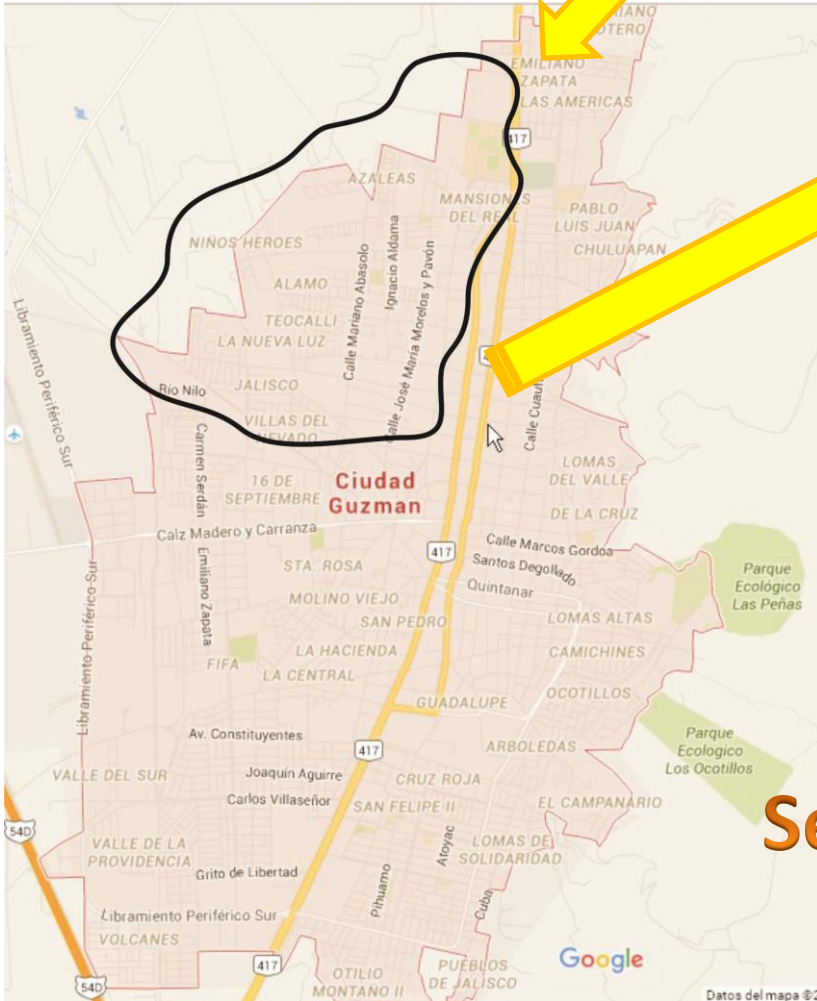 IANO
OTERO
EMILIANO
ZAPATA
LAS AMERICAS
417
AZALEAS
MANSIONES
DEL REAL
PABLO
LUIS JUAN
CHULUAPAN
NIÑOS HEROES
Calle Mariano Abasolo
Ignacio Aldama
Calle José María Morelos y Pavón
ALAMO
TEOCALLI
LA NUEVA LUZ
Libramiento Periférico Sur
Río Nilo
JALISCO
VILLAS DEL
NEVADO
Carmen Serdán
LOMAS
DEL VALLE
16 DE
SEPTIEMBRE
Ciudad
Guzman
DE LA CRUZ
Calz Madero y Carranza
417
Calle Marcos Gordoa
Santos Degollado
Quintanar
Parque
Ecológico
Las Peñas
Emiliano Zapata
STA. ROSA
MOLINO VIEJO
SAN PEDRO
LOMAS ALTAS
Libramiento Periférico Sur
FIFA
LA HACIENDA
LA CENTRAL
CAMICHINES
OCOTILLOS
GUADALUPE
Av. Constituyentes
417
ARBOLEDAS
Parque
Ecologico
Los Ocotillos
VALLE DEL SUR
Joaquín Aguirre
CRUZ ROJA
Carlos Villaseñor
SAN FELIPE II
EL CAMPANARIO
Se
54D
VALLE DE LA
PROVIDENCIA
Atoyac
LOMAS DE
SOLIDARIDAD
Grito de Libertad
Pihuamo
Cuba
Libramiento Periférico Sur
VOLCANES
417
54D
OTILIO
MONTAÑO II
PUEBLOS
DE JALISCO
Google
Datos del mapa ©2